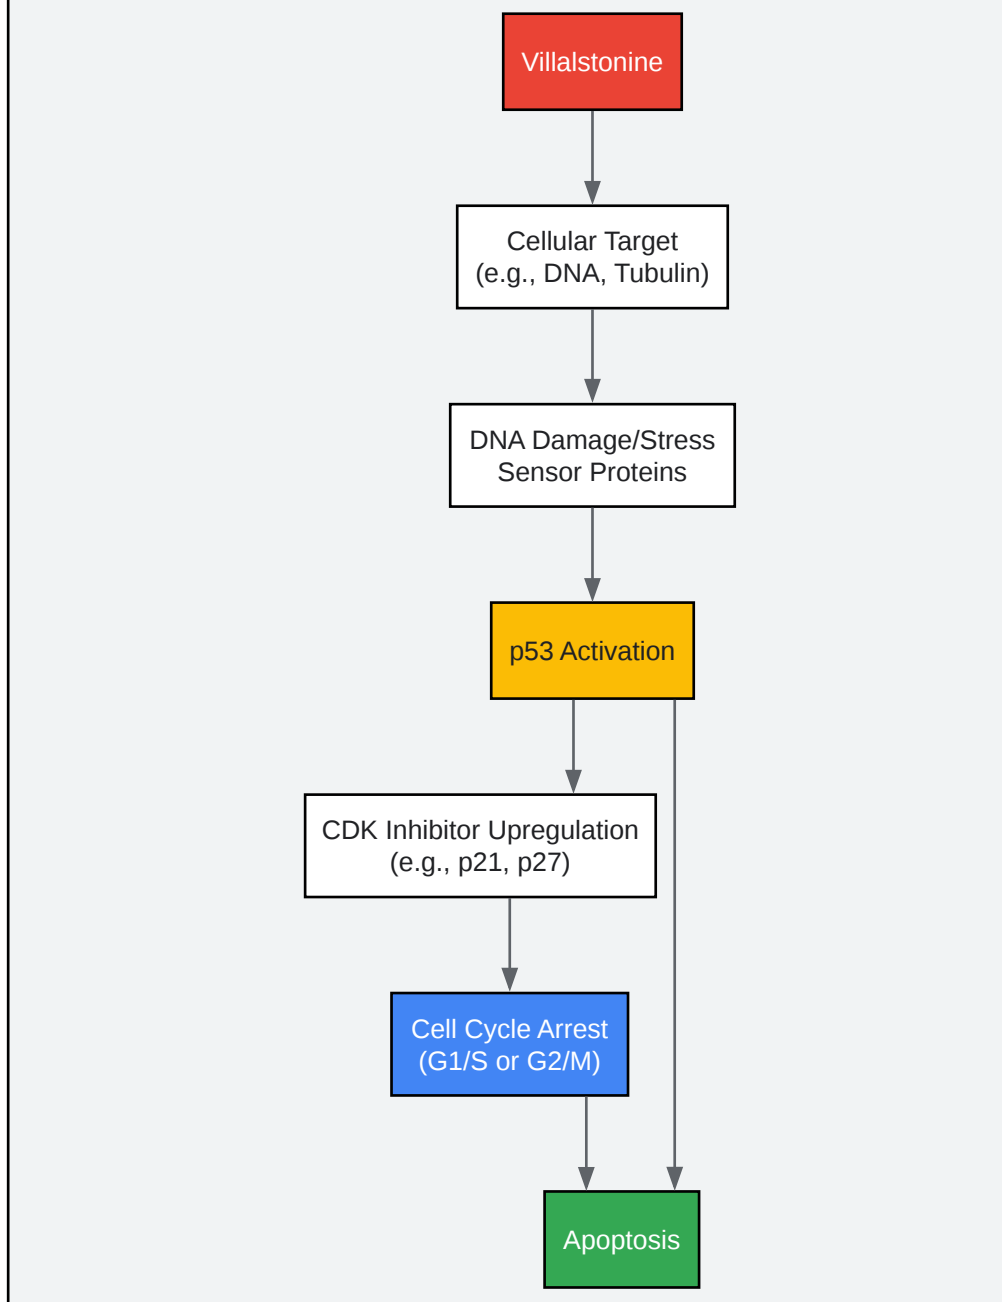 Villalstonine
Cellular Target
(e.g., DNA, Tubulin)
DNA Damage/Stress
Sensor Proteins
p53 Activation
CDK Inhibitor Upregulation
(e.g., p21, p27)
Cell Cycle Arrest
(G1/S or G2/M)
Apoptosis